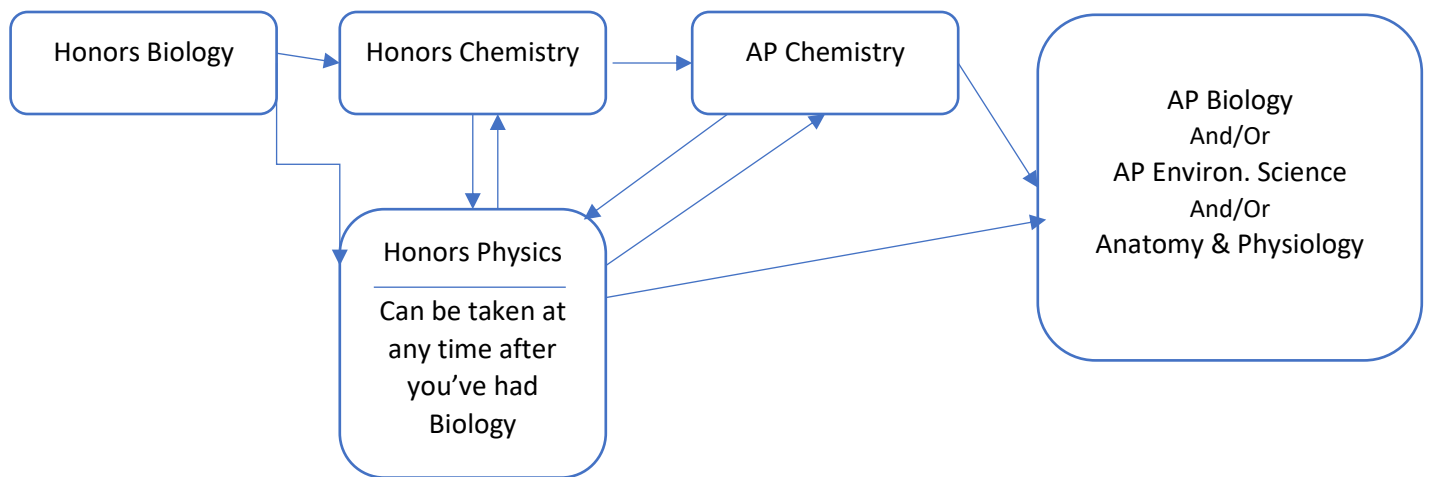 Honors Biology
Honors Chemistry
AP Chemistry
AP Biology
And/Or
AP Environ. Science
And/Or
Anatomy & Physiology
Honors Physics
Can be taken at
any time after
you’ve had
Biology